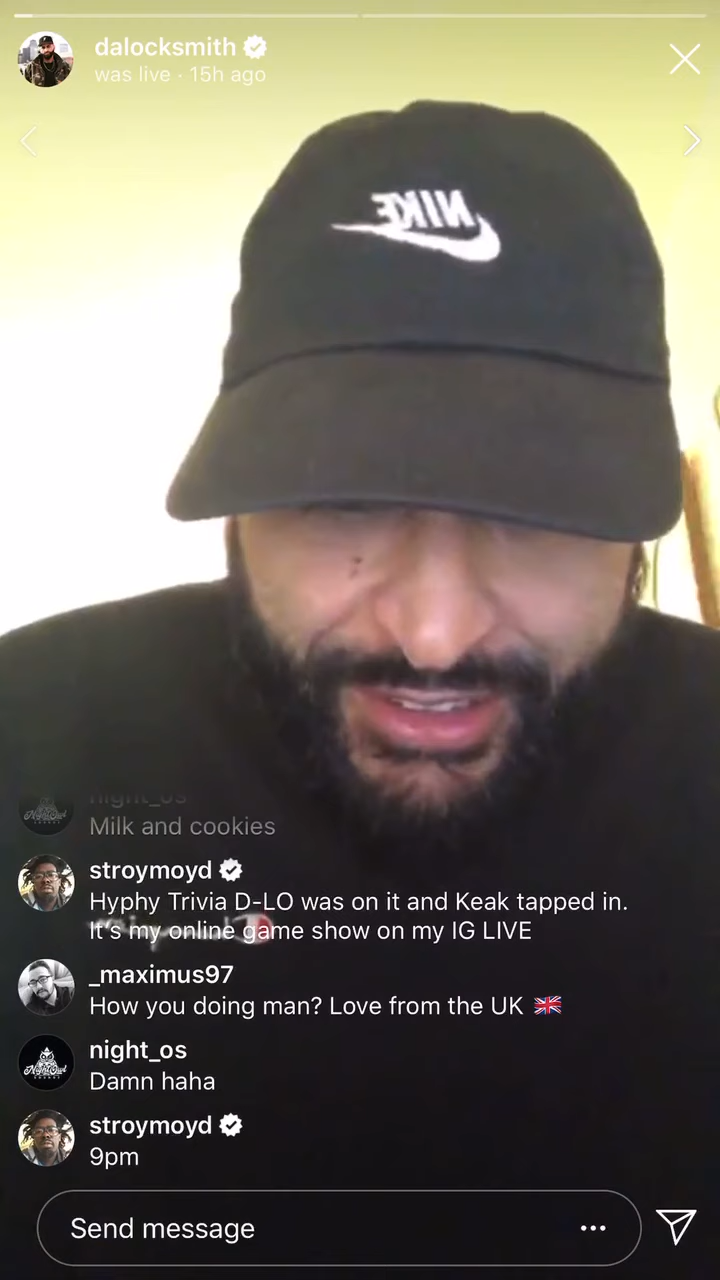 dalocksmith
was live · 15h ago
NIKE
night_os
Milk and cookies
stroymoyd
Hyphy Trivia D-LO was on it and Keak tapped in.
It's my online game show on my IG LIVE
_maximus97
How you doing man? Love from the UK 🇬🇧
night_os
Damn haha
stroymoyd
9pm
Send message